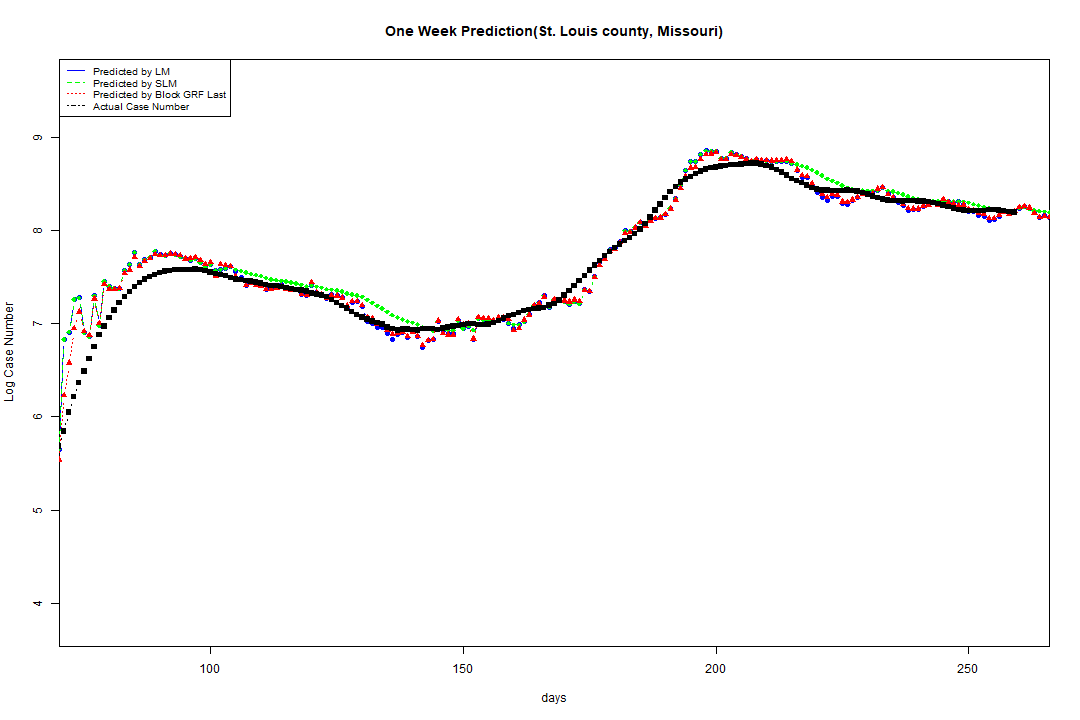 One Week Prediction(St. Louis county, Missouri)
Predicted by LM
Predicted by SLM
Predicted by Block GRF Last
Actual Case Number
Log Case Number
9
8
7
6
5
4
100 150 200 250
days